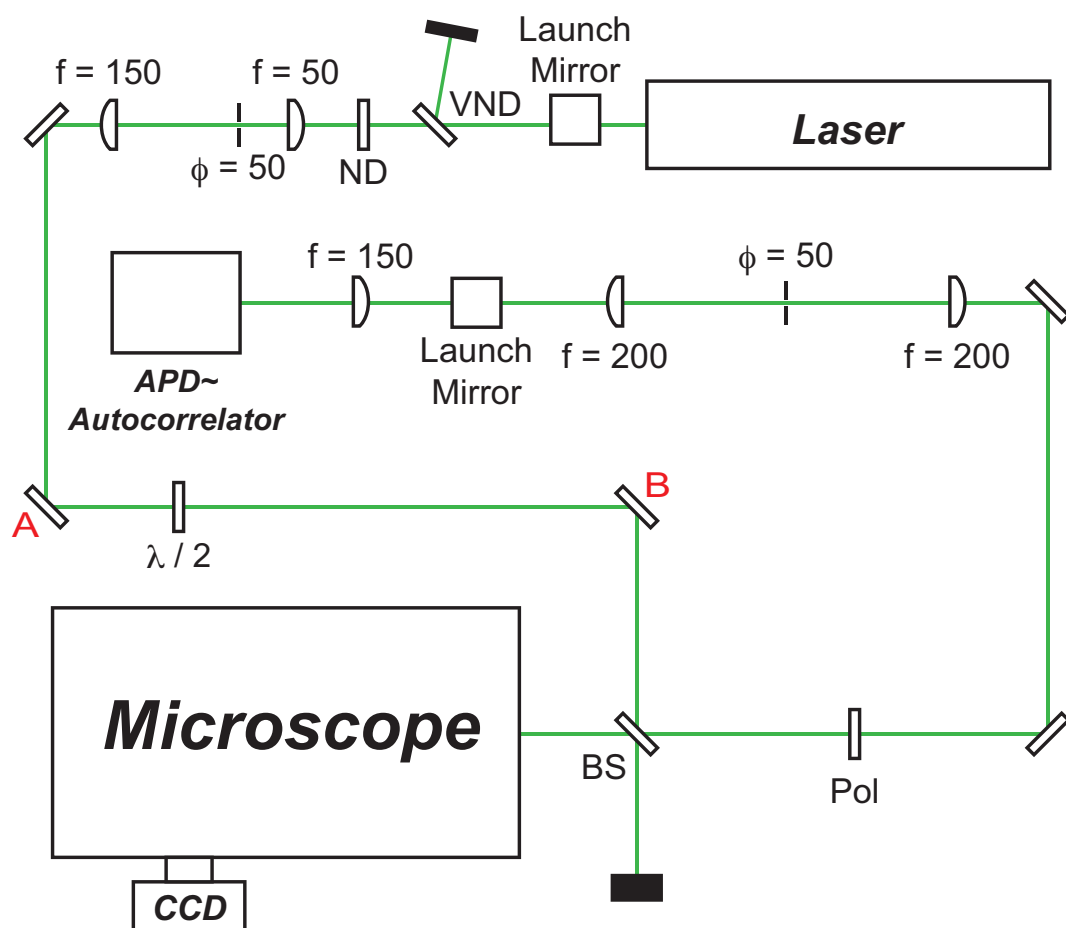 Launch
Mirror
f = 150
f = 50
VND
Laser
ϕ = 50
ND
f = 150
ϕ = 50
Launch
Mirror
f = 200
f = 200
APD~
Autocorrelator
A
B
λ / 2
Microscope
BS
Pol
CCD